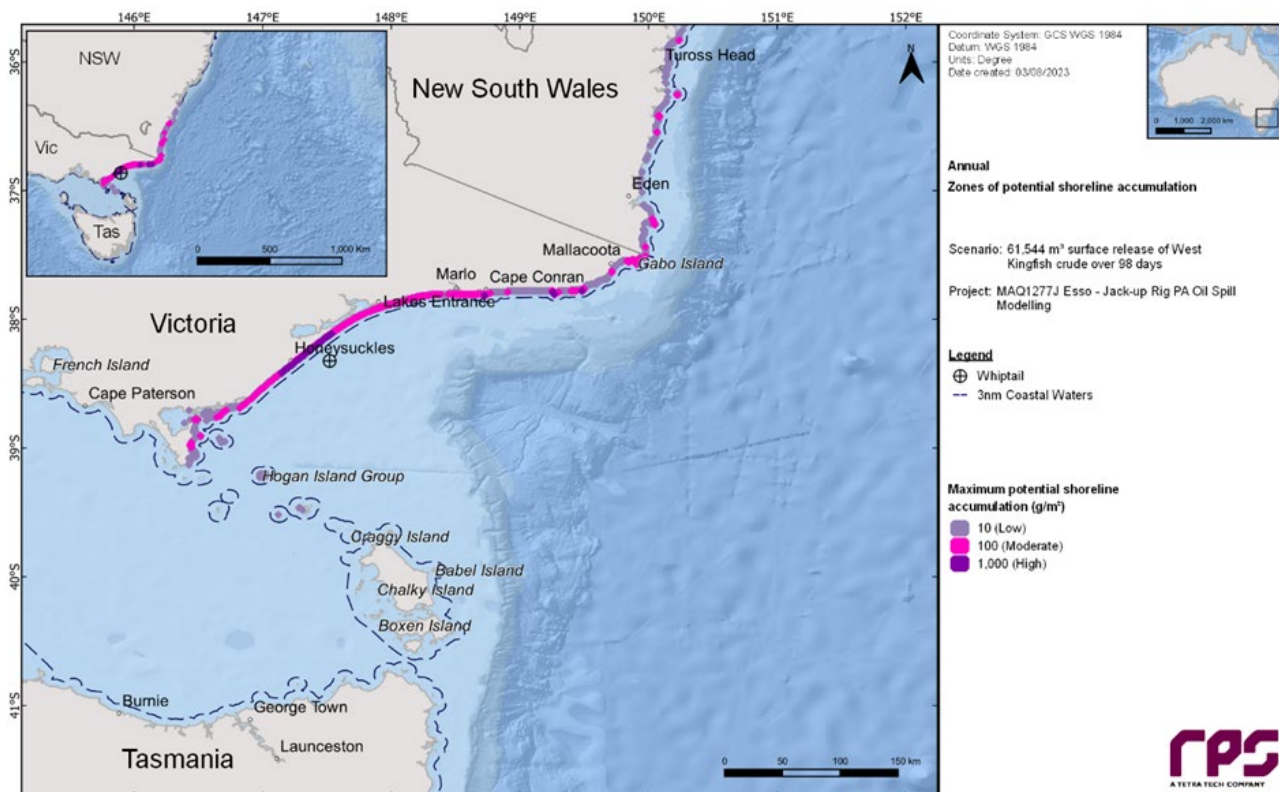 146°E
147°E
148°E
149°E
150°E
151°E
152°E
36°S
37°S
38°S
39°S
40°S
41°S
NSW
Vic
Tas
0 500 1,000 Km
New South Wales
Tuross Head
Eden
Mallacoota
Gabo Island
Marlo
Cape Conran
Lakes Entrance
Victoria
Honeysuckles
French Island
Cape Paterson
Hogan Island Group
Craggy Island
Babel Island
Chalky Island
Boxen Island
Burnie
George Town
Launceston
Tasmania
0 50 100 150 km
N
Coordinate System: GCS WGS 1984
Datum: WGS 1984
Units: Degree
Date created: 03/08/2023
0 1,000 2,000 Km
Annual
Zones of potential shoreline accumulation
Scenario: 61,544 m³ surface release of West
Kingfish crude over 98 days
Project: MAQ1277J Esso - Jack-up Rig PA Oil Spill
Modelling
Legend
Whiptail
3nm Coastal Waters
Maximum potential shoreline
accumulation (g/m²)
10 (Low)
100 (Moderate)
1,000 (High)
rps
A TETRA TECH COMPANY